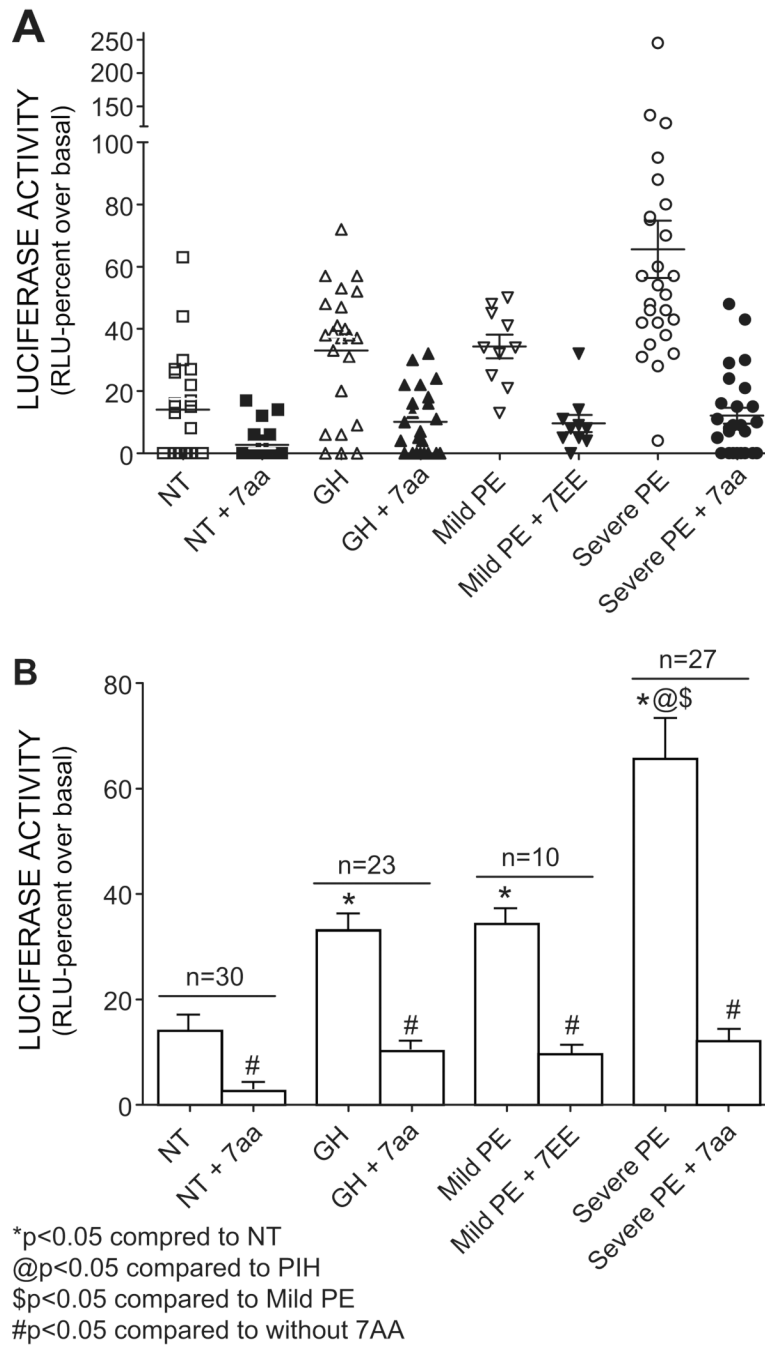 A
LUCIFERASE ACTIVITY
(RLU-percent over basal)
250
200
150
100
80
60
40
20
0
NT
NT + 7aa
GH
GH + 7aa
Mild PE
Mild PE + 7EE
Severe PE
Severe PE + 7aa
B
LUCIFERASE ACTIVITY
(RLU-percent over basal)
80
60
40
20
0
n=30
n=23
n=10
n=27
#
*
#
*
#
*@$
#
NT
NT + 7aa
GH
GH + 7aa
Mild PE
Mild PE + 7EE
Severe PE
Severe PE + 7aa
*p<0.05 compred to NT
@p<0.05 compared to PIH
$p<0.05 compared to Mild PE
#p<0.05 compared to without 7AA